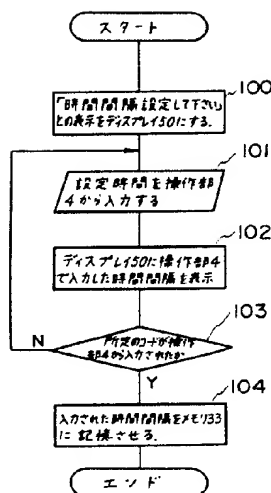 スタート
100
「時間間隔設定して下さい」
との表示をディスプレイ50にする.
101
設定時間を操作部
4から入力する
102
ディスプレイ50に操作部4
で入力した時間間隔を表示
103
所定のコードが操作
部4から入力されたか
N
Y
104
入力された時間間隔をメモリ33
に記憶させる.
エンド